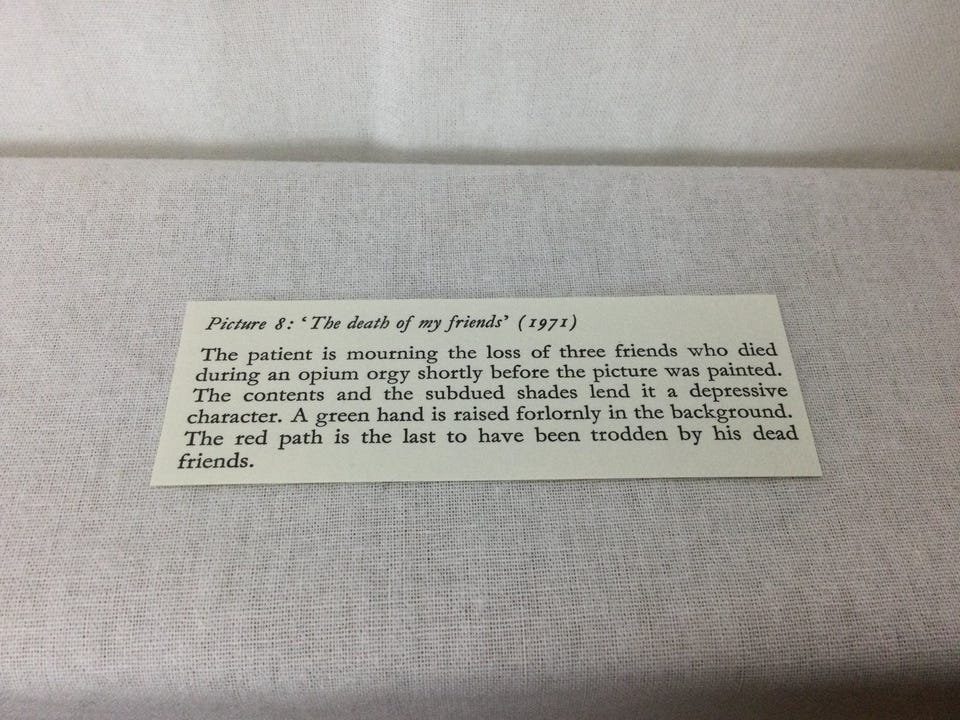 Picture 8: ‘The death of my friends’ (1971)
The patient is mourning the loss of three friends who died
during an opium orgy shortly before the picture was painted.
The contents and the subdued shades lend it a depressive
character. A green hand is raised forlornly in the background.
The red path is the last to have been trodden by his dead
friends.